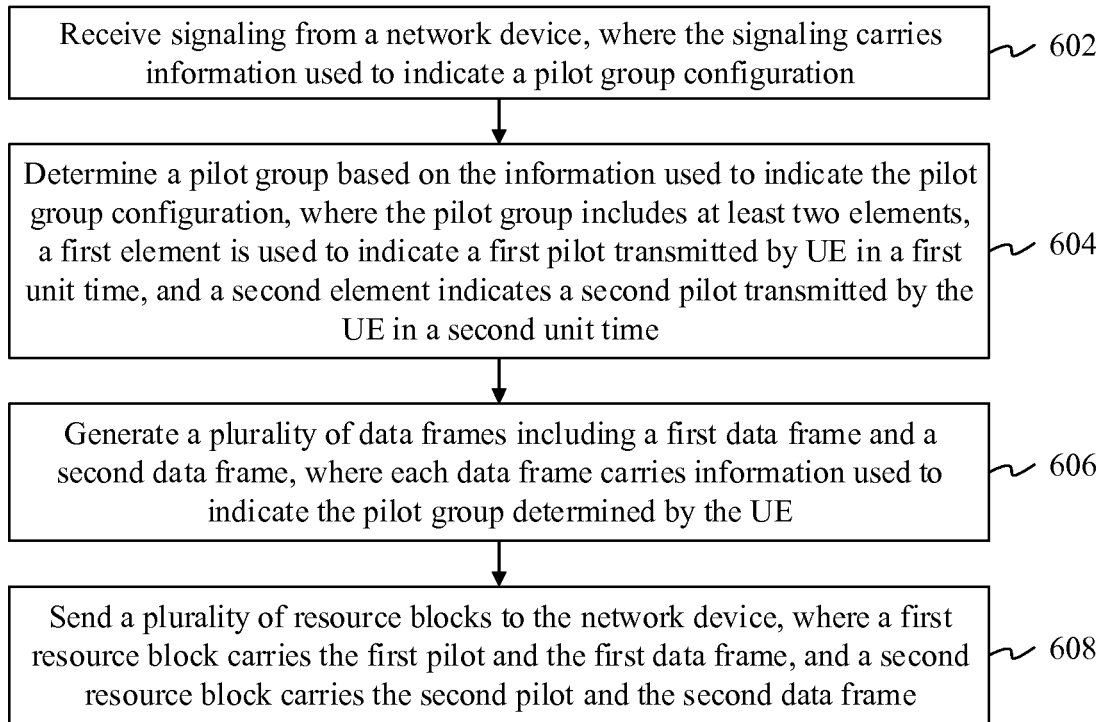 Receive signaling from a network device, where the signaling carries
information used to indicate a pilot group configuration
602
Determine a pilot group based on the information used to indicate the pilot
group configuration, where the pilot group includes at least two elements,
a first element is used to indicate a first pilot transmitted by UE in a first
unit time, and a second element indicates a second pilot transmitted by the
UE in a second unit time
604
Generate a plurality of data frames including a first data frame and a
second data frame, where each data frame carries information used to
indicate the pilot group determined by the UE
606
Send a plurality of resource blocks to the network device, where a first
resource block carries the first pilot and the first data frame, and a second
resource block carries the second pilot and the second data frame
608